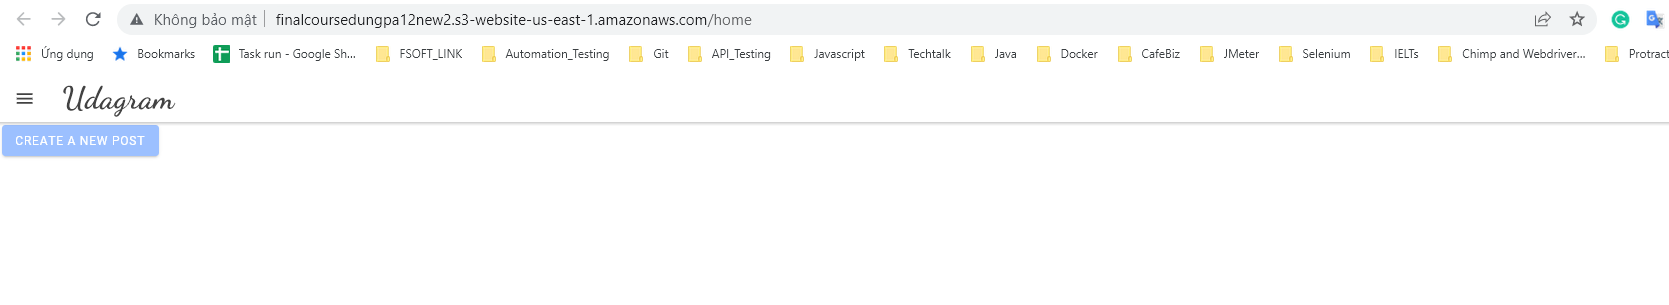 Không bảo mật finalcoursedungpa12new2.s3-website-us-east-1.amazonaws.com/home
Ứng dụng Bookmarks Task run - Google Sh... FSOFT_LINK Automation_Testing Git API_Testing Javascript Techtalk Java Docker CafeBiz JMeter Selenium IELTs Chimp and Webdriver... Protract
Udagram
CREATE A NEW POST